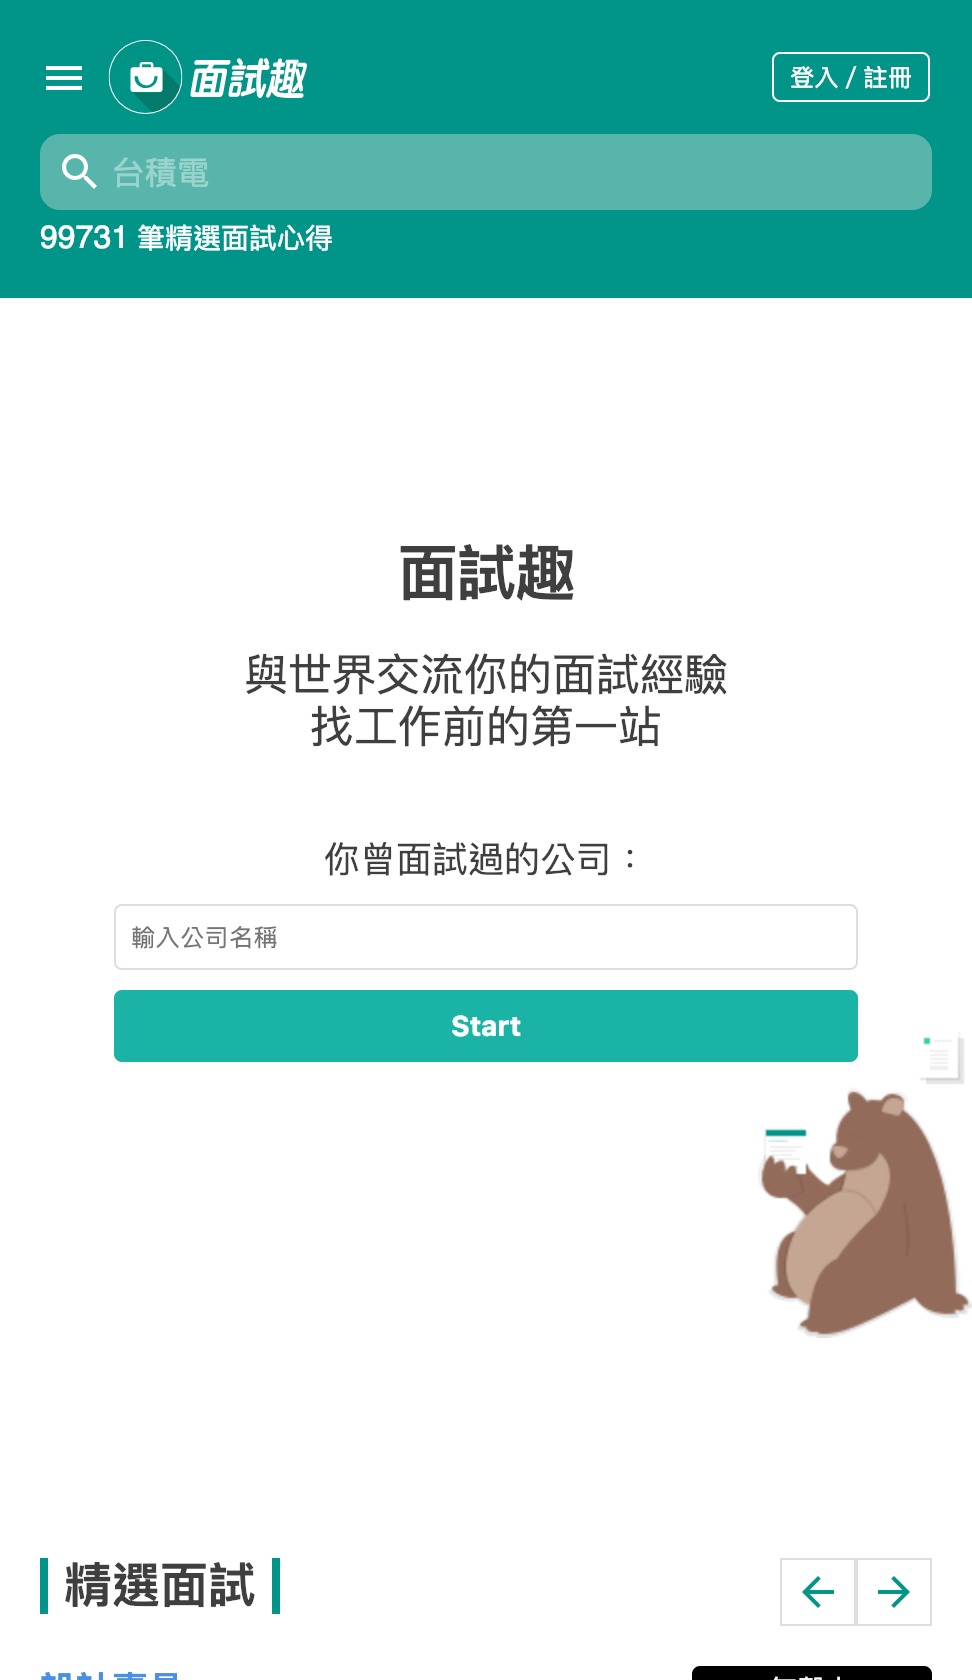 面試趣
登入 / 註冊
台積電
99731 筆精選面試心得
面試趣
與世界交流你的面試經驗
找工作前的第一站
你曾面試過的公司：
輸入公司名稱
Start
精選面試